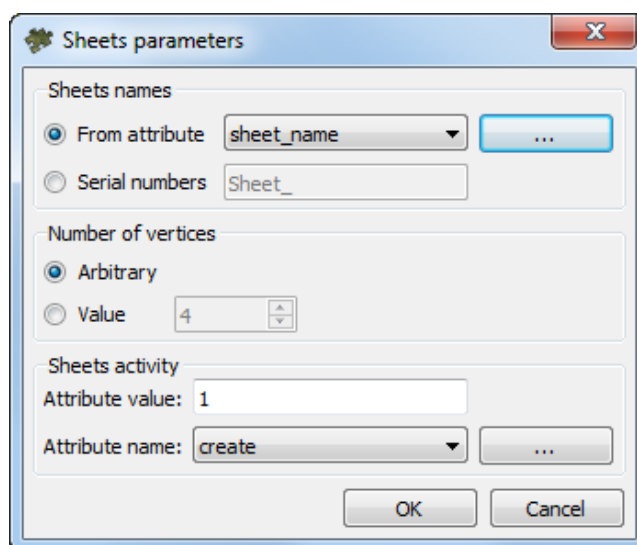 Sheets parameters
Sheets names
From attribute sheet_name ...
Serial numbers Sheet_
Number of vertices
Arbitrary
Value 4
Sheets activity
Attribute value: 1
Attribute name: create ...
OK Cancel